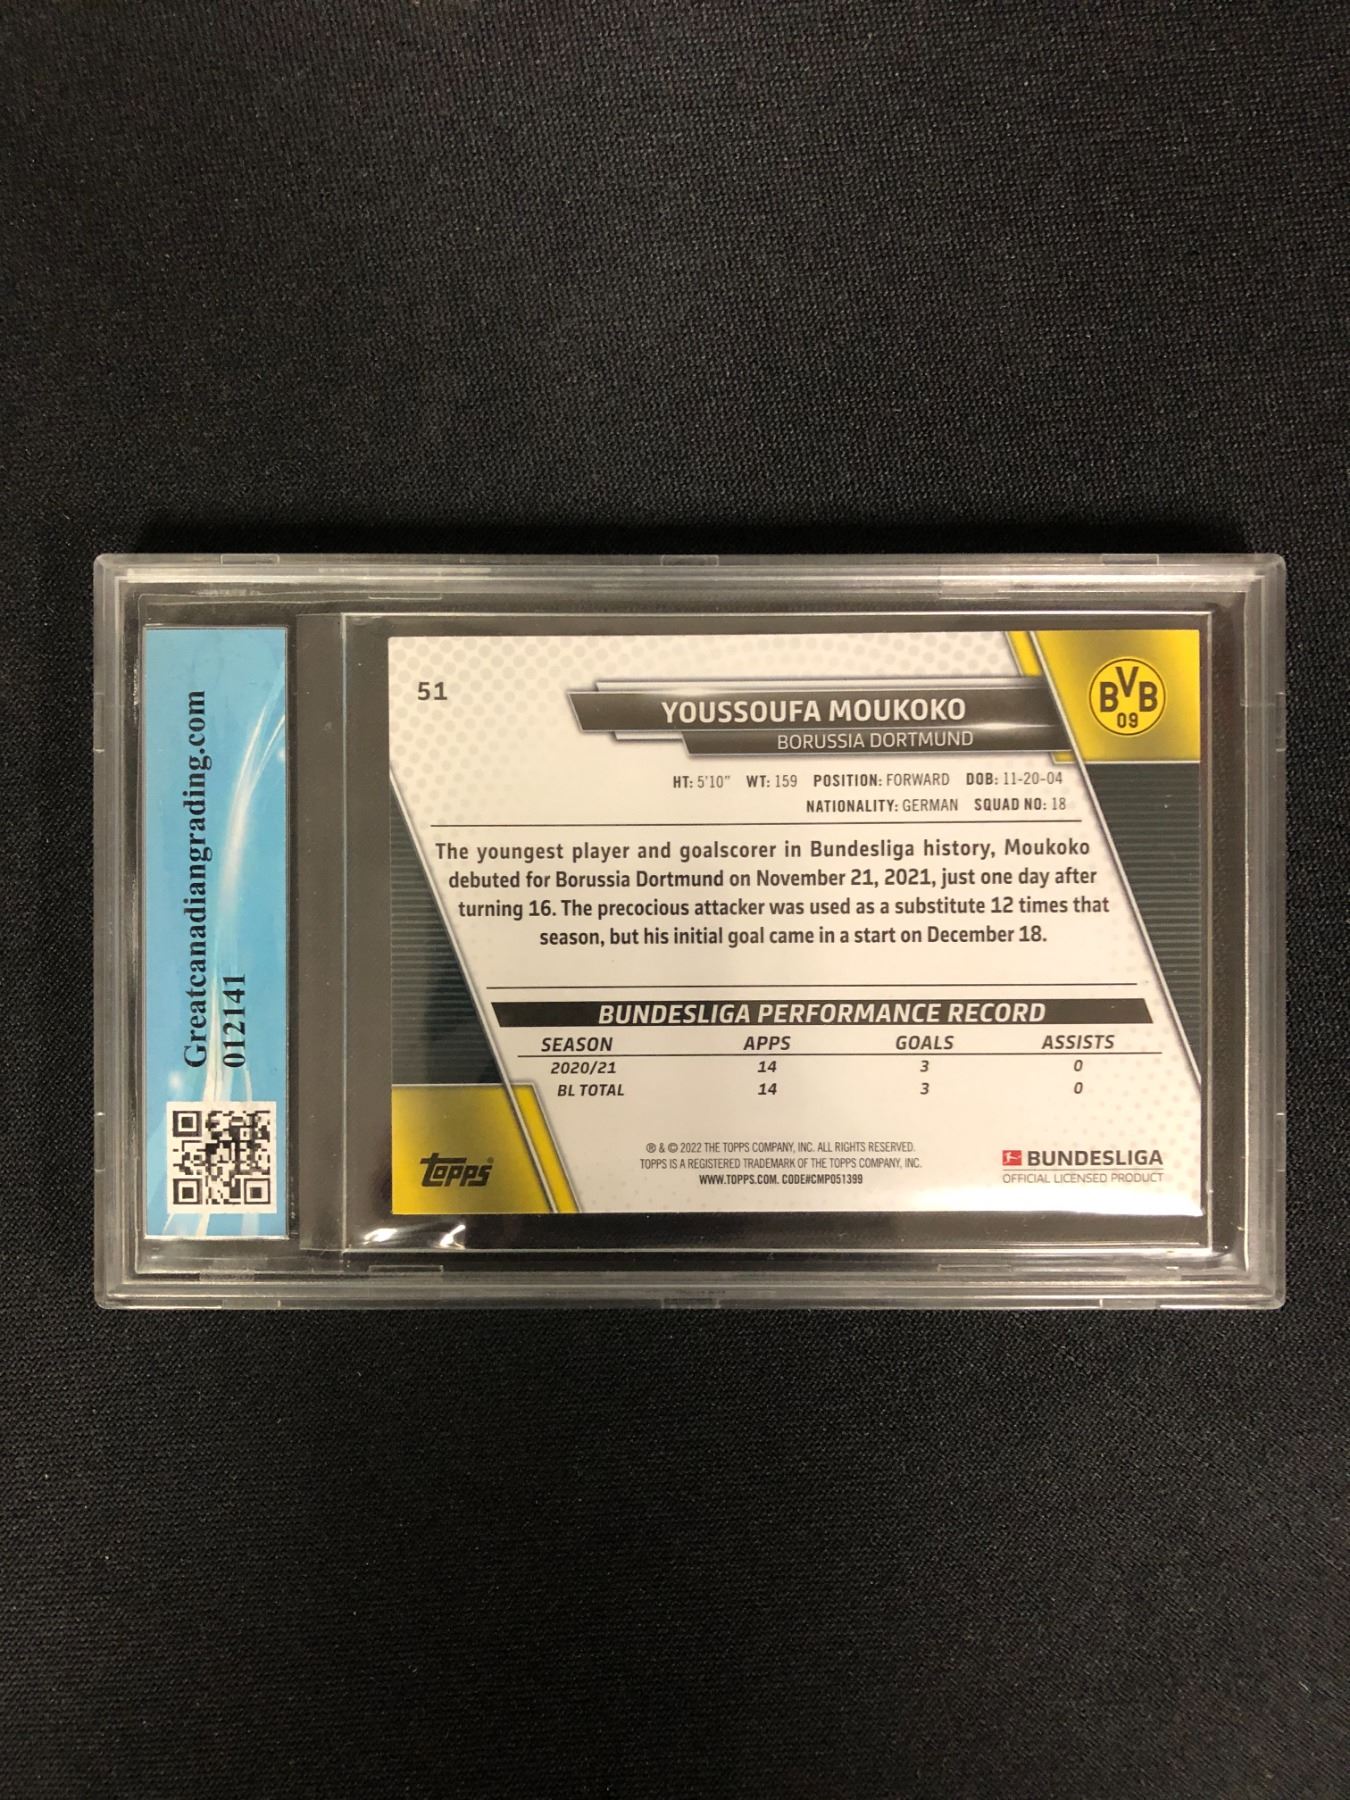 Greatcanadiangrading.com
012141
51
YOUSSOUFA MOUKOKO
BORUSSIA DORTMUND
BVB
09
HT: 5'10" WT: 159 POSITION: FORWARD DOB: 11-20-04
NATIONALITY: GERMAN SQUAD NO: 18
The youngest player and goalscorer in Bundesliga history, Moukoko
debuted for Borussia Dortmund on November 21, 2021, just one day after
turning 16. The precocious attacker was used as a substitute 12 times that
season, but his initial goal came in a start on December 18.
BUNDESLIGA PERFORMANCE RECORD
SEASON APPS GOALS ASSISTS
2020/21 14 3 0
BL TOTAL 14 3 0
® & © 2022 THE TOPPS COMPANY, INC. ALL RIGHTS RESERVED.
TOPPS IS A REGISTERED TRADEMARK OF THE TOPPS COMPANY, INC.
WWW.TOPPS.COM. CODE#CMP051399
topps®
BUNDESLIGA
OFFICIAL LICENSED PRODUCT